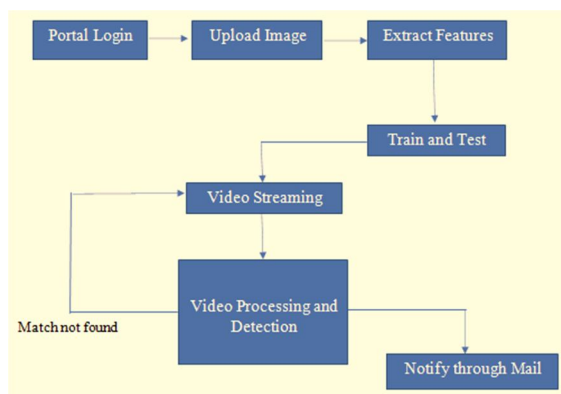 Portal Login
Upload Image
Extract Features
Train and Test
Video Streaming
Video Processing and
Detection
Match not found
Notify through Mail